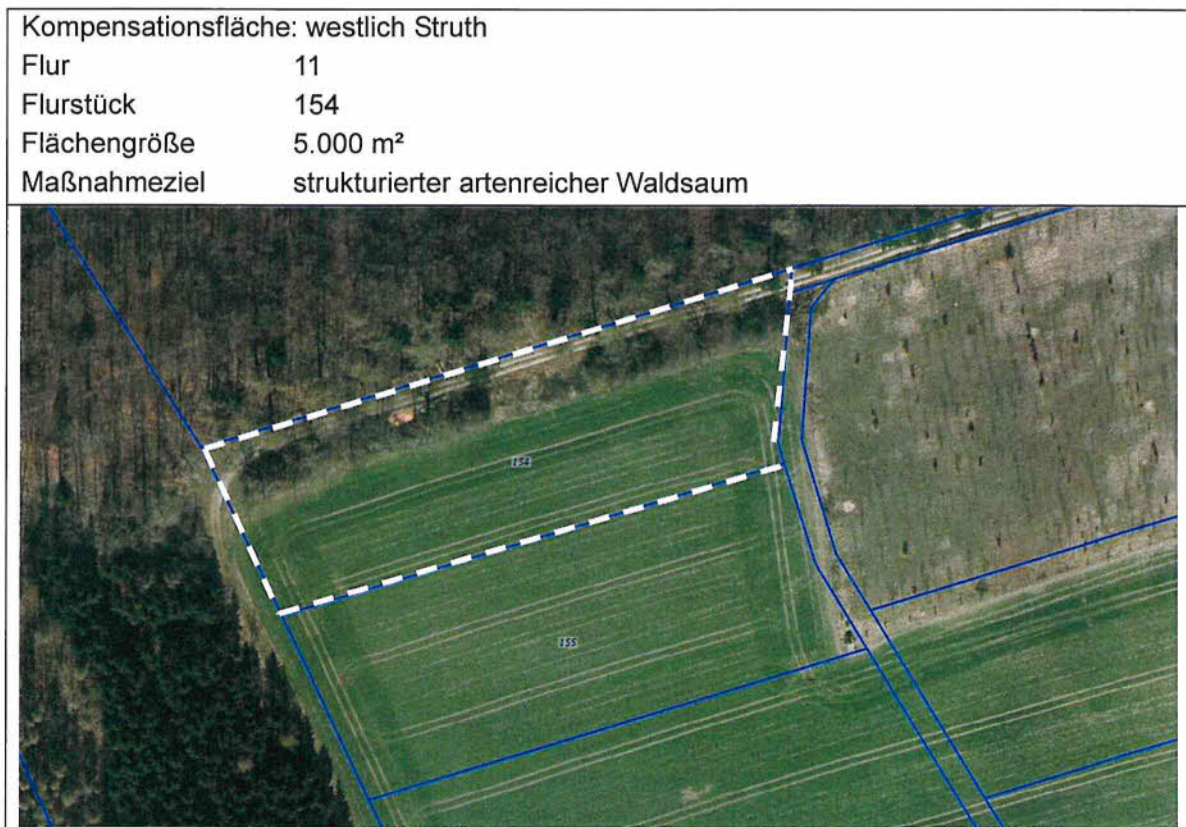 Kompensationsfläche: westlich Struth
Flur 11
Flurstück 154
Flächengröße 5.000 m²
Maßnahmeziel strukturierter artenreicher Waldsaum
154
155